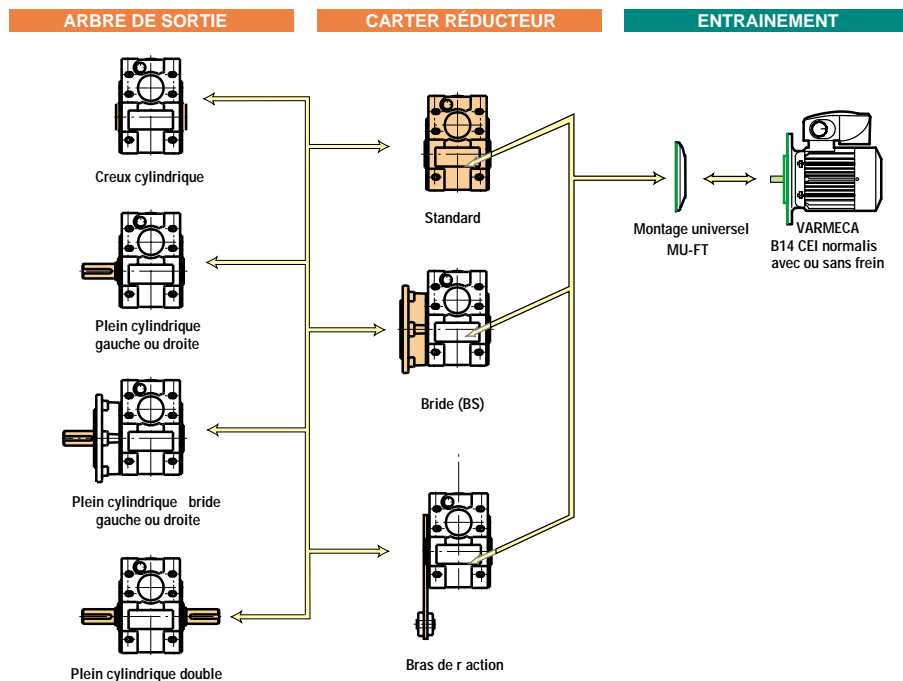 ARBRE DE SORTIE
CARTER RÉDUCTEUR
ENTRAINEMENT
Creux cylindrique
Plein cylindrique
gauche ou droite
Plein cylindrique bride
gauche ou droite
Plein cylindrique double
Standard
Bride (BS)
Bras de r action
Montage universel
MU-FT
VARMECA
B14 CEI normalis
avec ou sans frein